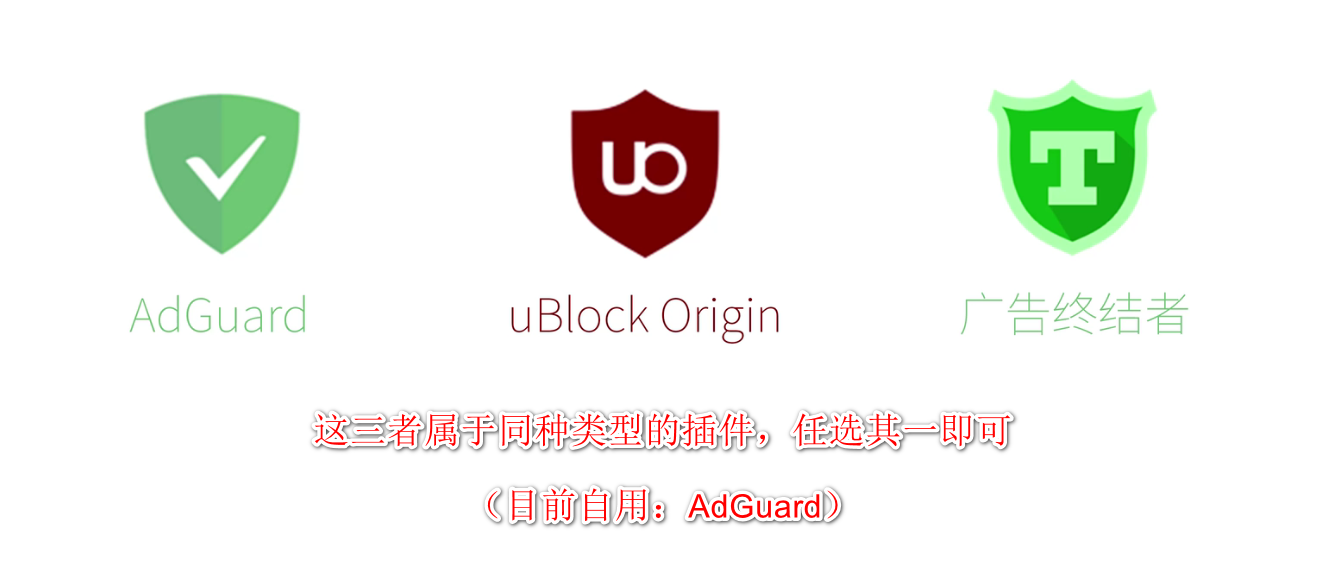 UO
T
AdGuard
uBlock Origin
广告终结者
这三者属于同种类型的插件，任选其一即可
（目前自用：AdGuard）